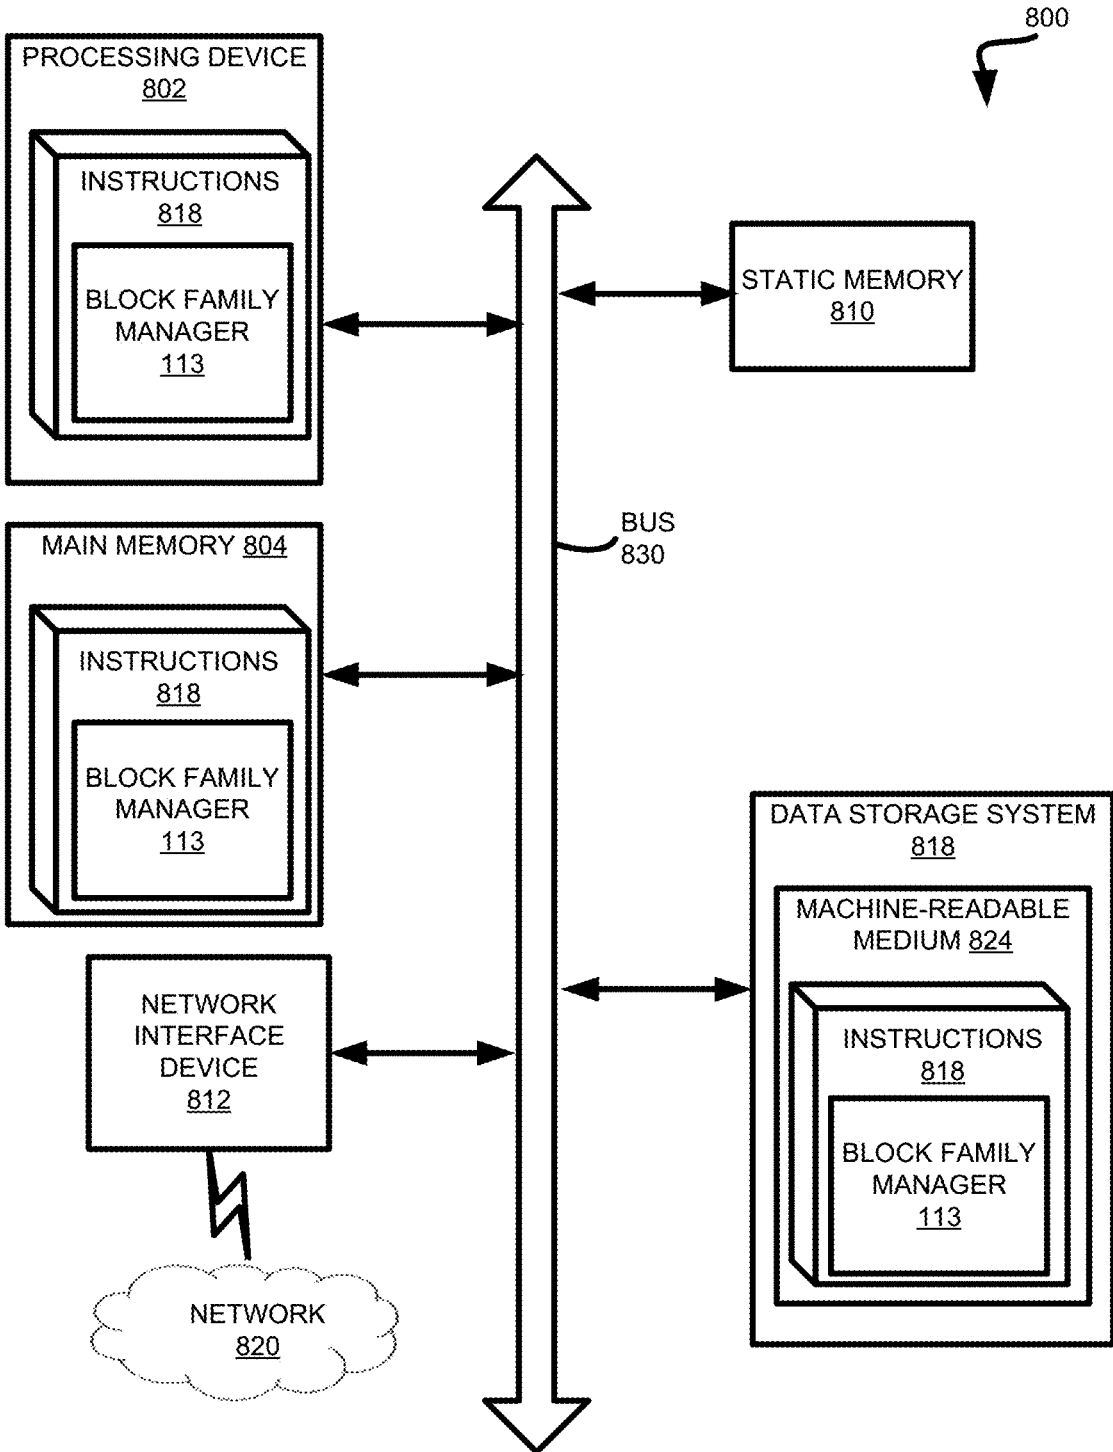 800
PROCESSING DEVICE
802
INSTRUCTIONS
818
BLOCK FAMILY
MANAGER
113
STATIC MEMORY
810
BUS
830
MAIN MEMORY 804
INSTRUCTIONS
818
BLOCK FAMILY
MANAGER
113
DATA STORAGE SYSTEM
818
MACHINE-READABLE
MEDIUM 824
INSTRUCTIONS
818
BLOCK FAMILY
MANAGER
113
NETWORK
INTERFACE
DEVICE
812
NETWORK
820